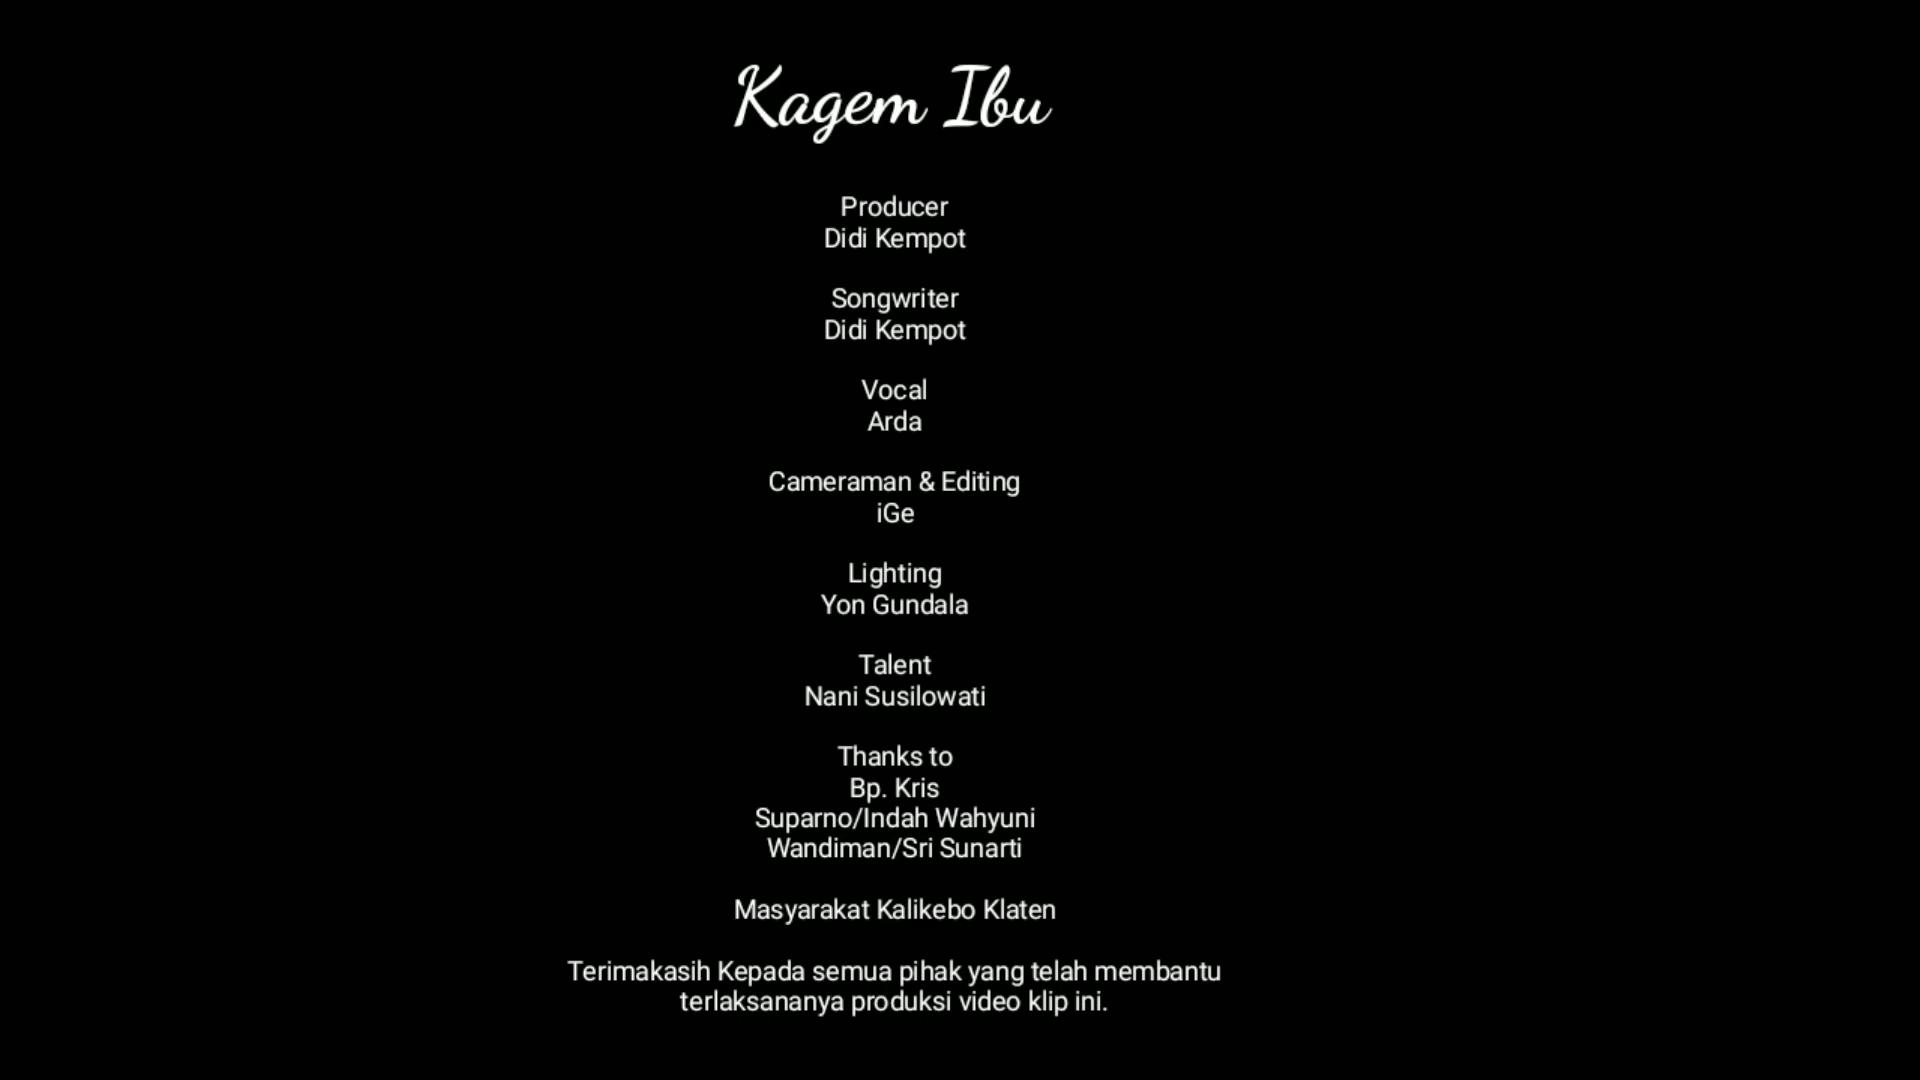 Kagem Ibu
Producer
Didi Kempot
Songwriter
Didi Kempot
Vocal
Arda
Cameraman & Editing
iGe
Lighting
Yon Gundala
Talent
Nani Susilowati
Thanks to
Bp. Kris
Suparno/Indah Wahyuni
Wandiman/Sri Sunarti
Masyarakat Kalikebo Klaten
Terimakasih Kepada semua pihak yang telah membantu
terlaksananya produksi video klip ini.